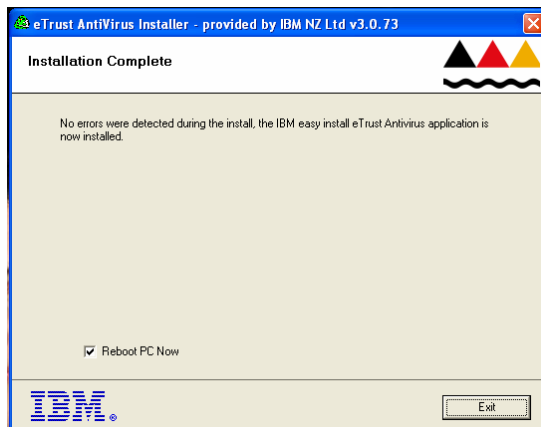 eTrust AntiVirus Installer - provided by IBM NZ Ltd v3.0.73
Installation Complete
No errors were detected during the install, the IBM easy install eTrust Antivirus application is
now installed.
Reboot PC Now
IBM®
Exit